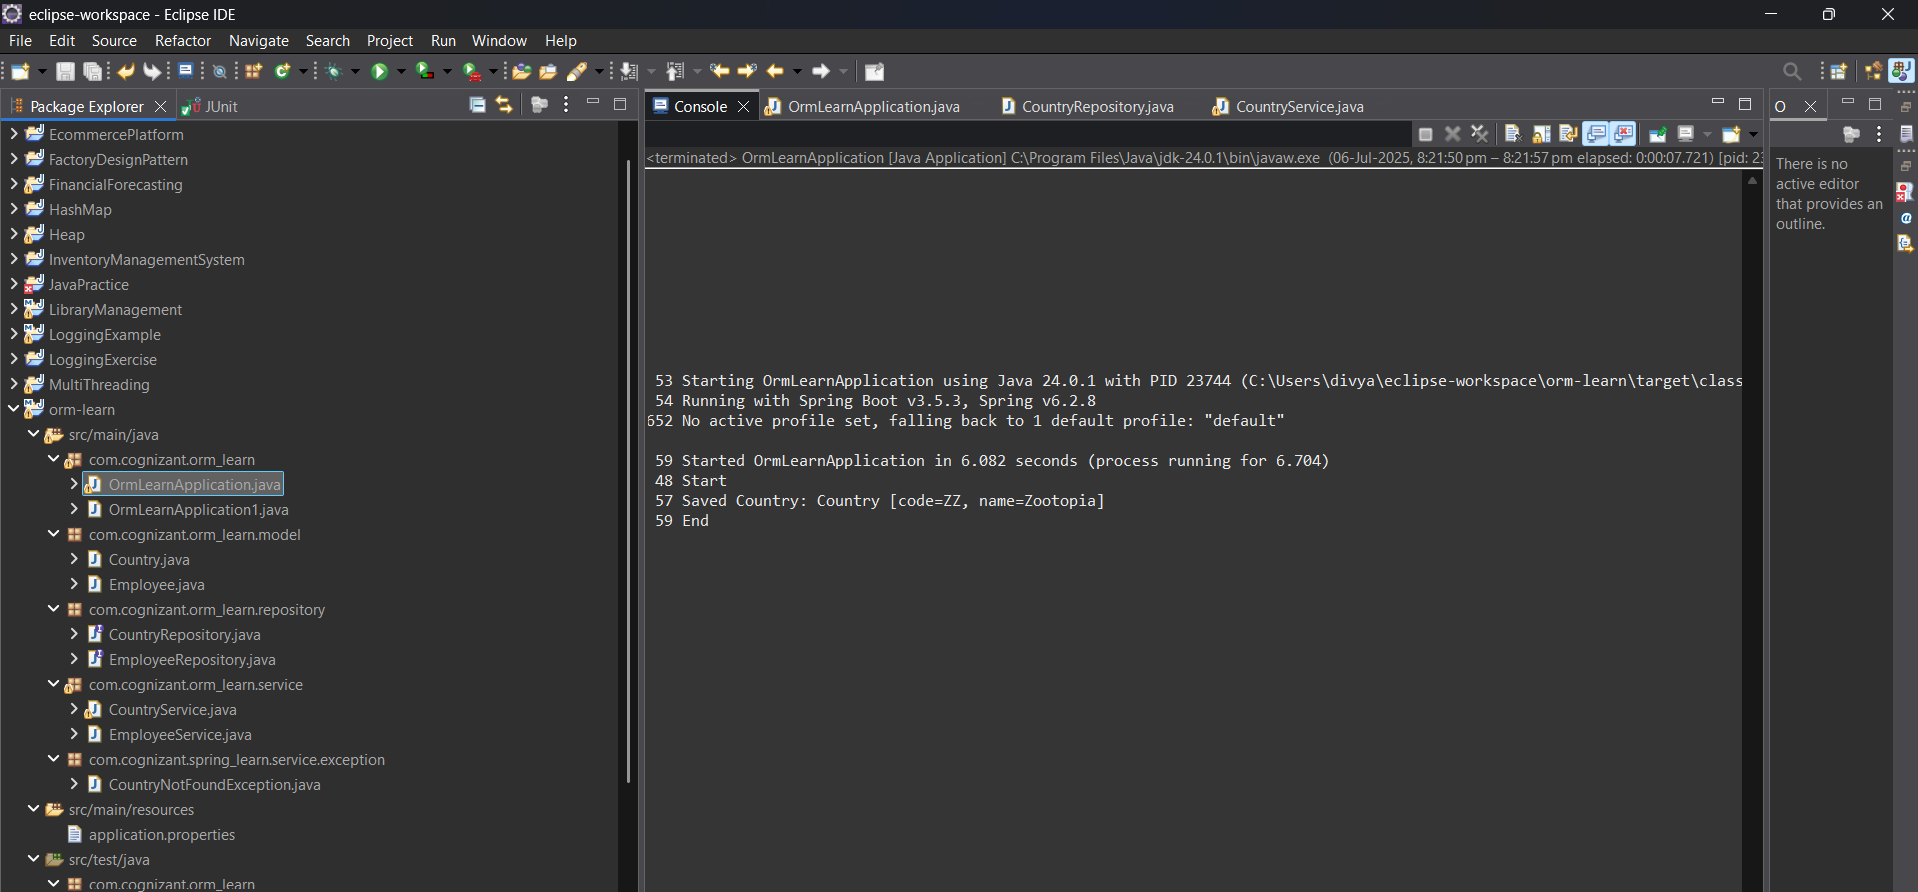 eclipse-workspace - Eclipse IDE
File Edit Source Refactor Navigate Search Project Run Window Help
Package Explorer
JUnit
EcommercePlatform
FactoryDesignPattern
FinancialForecasting
HashMap
Heap
InventoryManagementSystem
JavaPractice
LibraryManagement
LoggingExample
LoggingExercise
MultiThreading
orm-learn
src/main/java
com.cognizant.orm_learn
OrmLearnApplication.java
OrmLearnApplication1.java
com.cognizant.orm_learn.model
Country.java
Employee.java
com.cognizant.orm_learn.repository
CountryRepository.java
EmployeeRepository.java
com.cognizant.orm_learn.service
CountryService.java
EmployeeService.java
com.cognizant.spring_learn.service.exception
CountryNotFoundException.java
src/main/resources
application.properties
src/test/java
com.cognizant.orm_learn
Console OrmLearnApplication.java CountryRepository.java CountryService.java
<terminated> OrmLearnApplication [Java Application] C:\Program Files\Java\jdk-24.0.1\bin\javaw.exe (06-Jul-2025, 8:21:50 pm – 8:21:57 pm elapsed: 0:00:07.721) [pid: 23
53 Starting OrmLearnApplication using Java 24.0.1 with PID 23744 (C:\Users\divya\eclipse-workspace\orm-learn\target\class
54 Running with Spring Boot v3.5.3, Spring v6.2.8
652 No active profile set, falling back to 1 default profile: "default"
59 Started OrmLearnApplication in 6.082 seconds (process running for 6.704)
48 Start
57 Saved Country: Country [code=ZZ, name=Zootopia]
59 End
O
There is no
active editor
that provides an
outline.